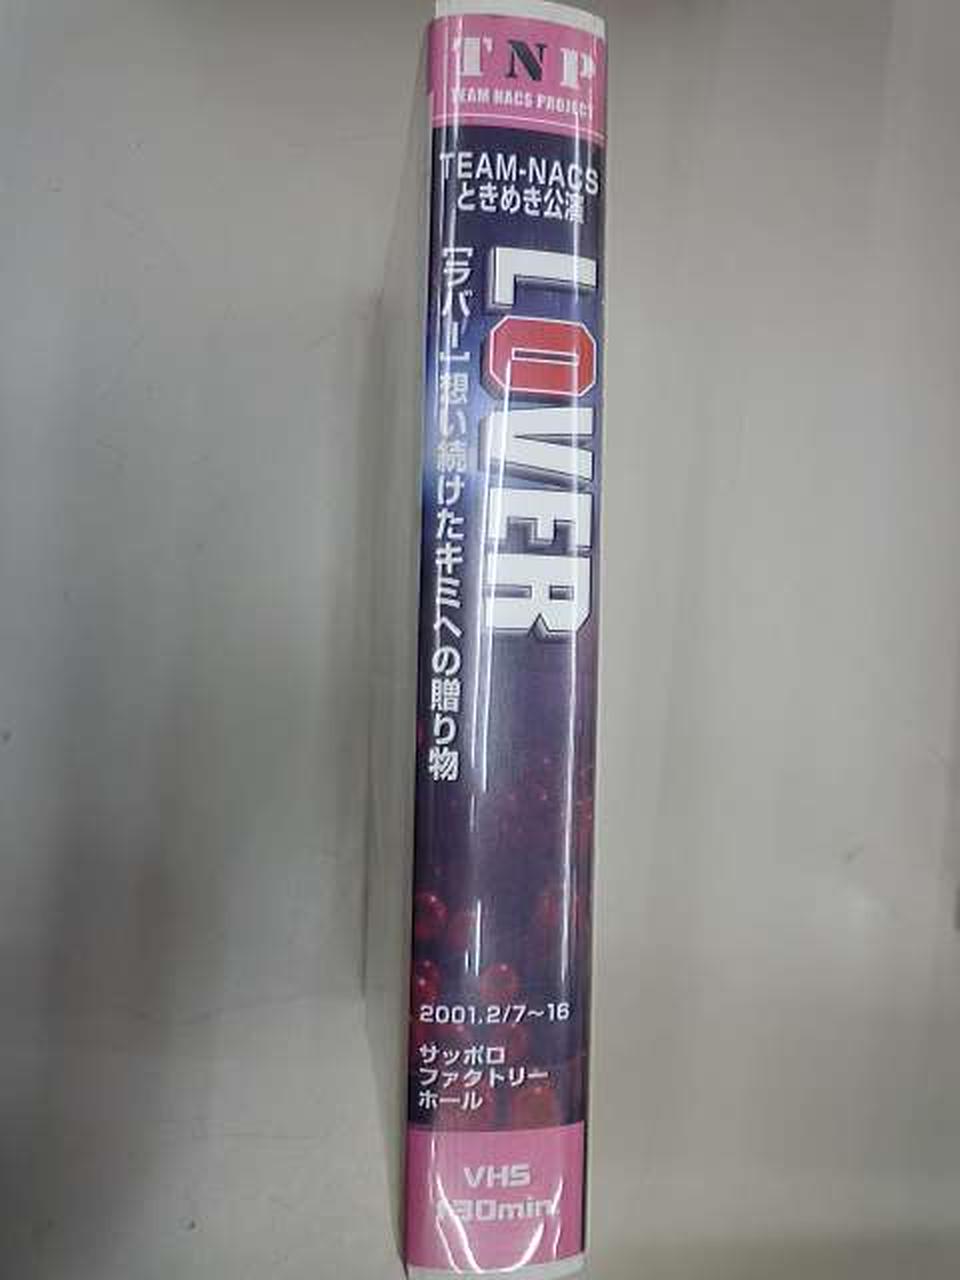 TNP
TEAM NACS PROJECT
TEAM-NACS
ときめき公演
LOVER
[ラバー]想い続けたキミへの贈り物
2001.2/7~16
サッポロ
ファクトリー
ホール
VHS
130min.